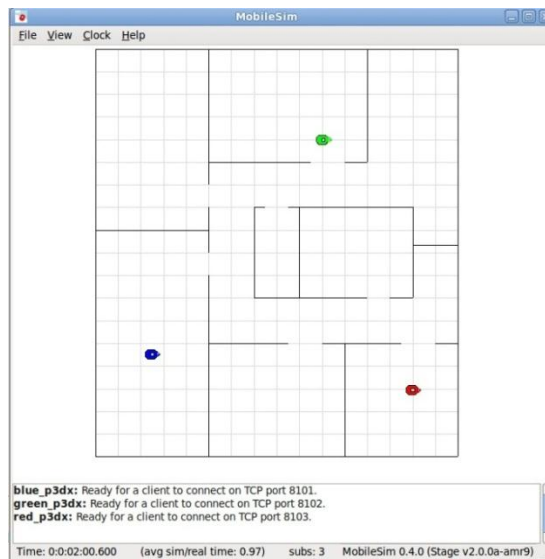 MobileSim
File View Clock Help
blue_p3dx: Ready for a client to connect on TCP port 8101.
green_p3dx: Ready for a client to connect on TCP port 8102.
red_p3dx: Ready for a client to connect on TCP port 8103.
Time: 0:0:02:00.600 (avg sim/real time: 0.97) subs: 3 MobileSim 0.4.0 (Stage v2.0.0a-amr9)